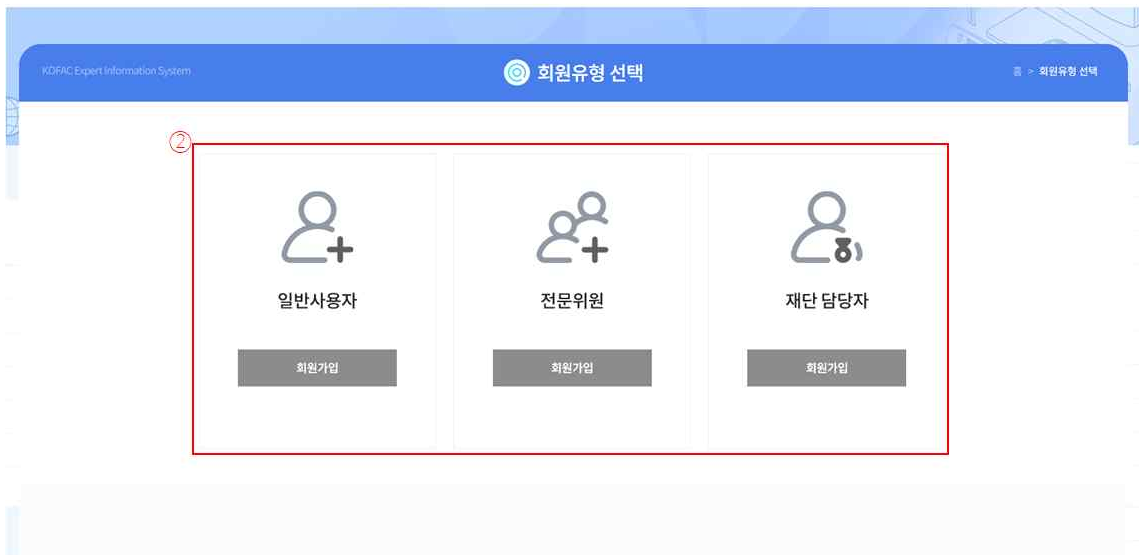 KOFAC Expert Information System
회원유형 선택
홈 > 회원유형 선택
②
일반사용자
전문위원
재단 담당자
회원가입
회원가입
회원가입